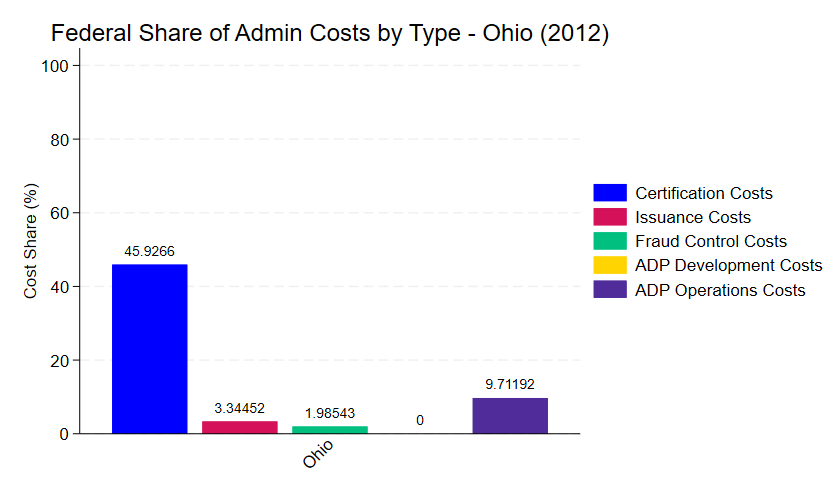 Federal Share of Admin Costs by Type - Ohio (2012)
Cost Share (%)
100
80
60
40
20
0
45.9266
3.34452
1.98543
0
9.71192
Ohio
Certification Costs
Issuance Costs
Fraud Control Costs
ADP Development Costs
ADP Operations Costs